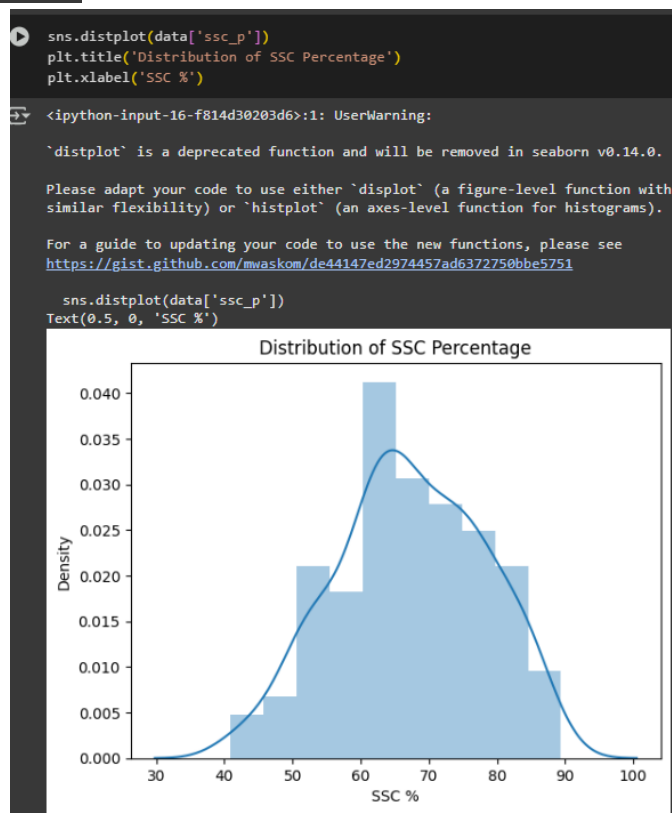 sns.distplot(data['ssc_p'])
plt.title('Distribution of SSC Percentage')
plt.xlabel('SSC %')
<ipython-input-16-f814d30203d6>:1: UserWarning:
`distplot` is a deprecated function and will be removed in seaborn v0.14.0.
Please adapt your code to use either `displot` (a figure-level function with
similar flexibility) or `histplot` (an axes-level function for histograms).
For a guide to updating your code to use the new functions, please see
https://gist.github.com/mwaskom/de44147ed2974457ad6372750bbe5751
sns.distplot(data['ssc_p'])
Text(0.5, 0, 'SSC %')
Distribution of SSC Percentage
0.040
0.035
0.030
0.025
0.020
0.015
0.010
0.005
0.000
Density
30 40 50 60 70 80 90 100
SSC %